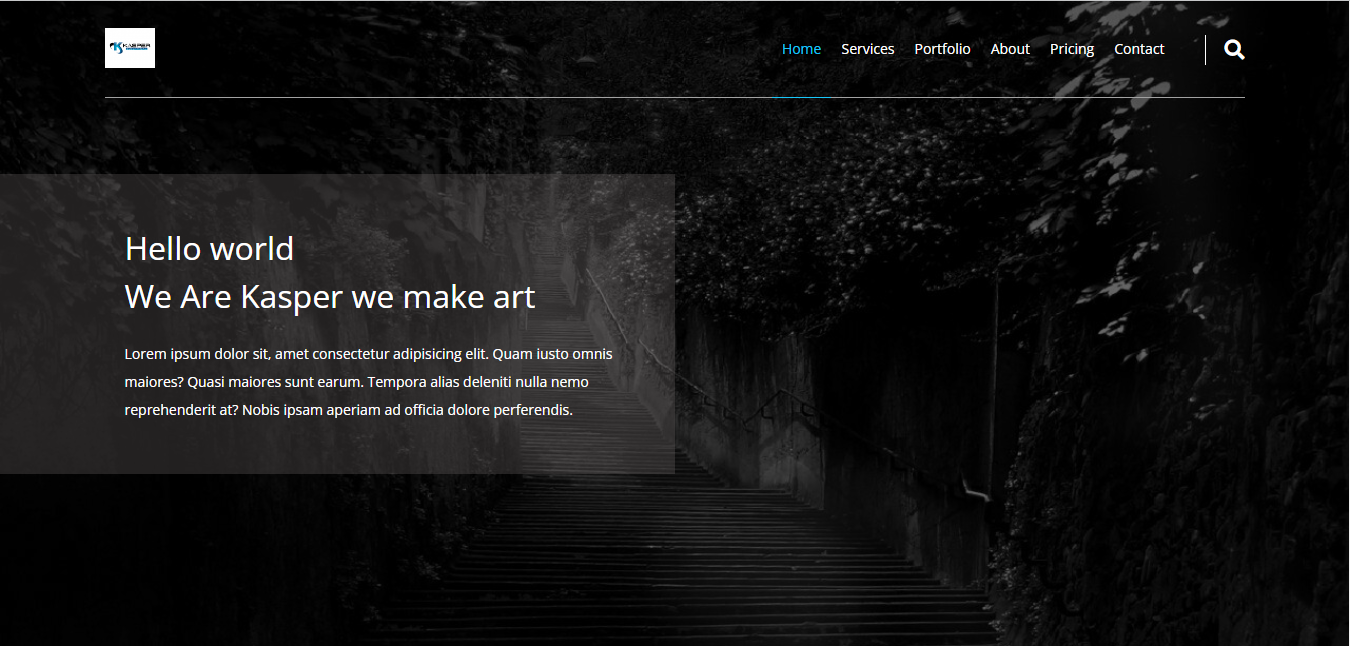 KASPER
Home Services Portfolio About Pricing Contact
Hello world
We Are Kasper we make art
Lorem ipsum dolor sit, amet consectetur adipisicing elit. Quam iusto omnis
maiores? Quasi maiores sunt earum. Tempora alias deleniti nulla nemo
reprehenderit at? Nobis ipsam aperiam ad officia dolore perferendis.